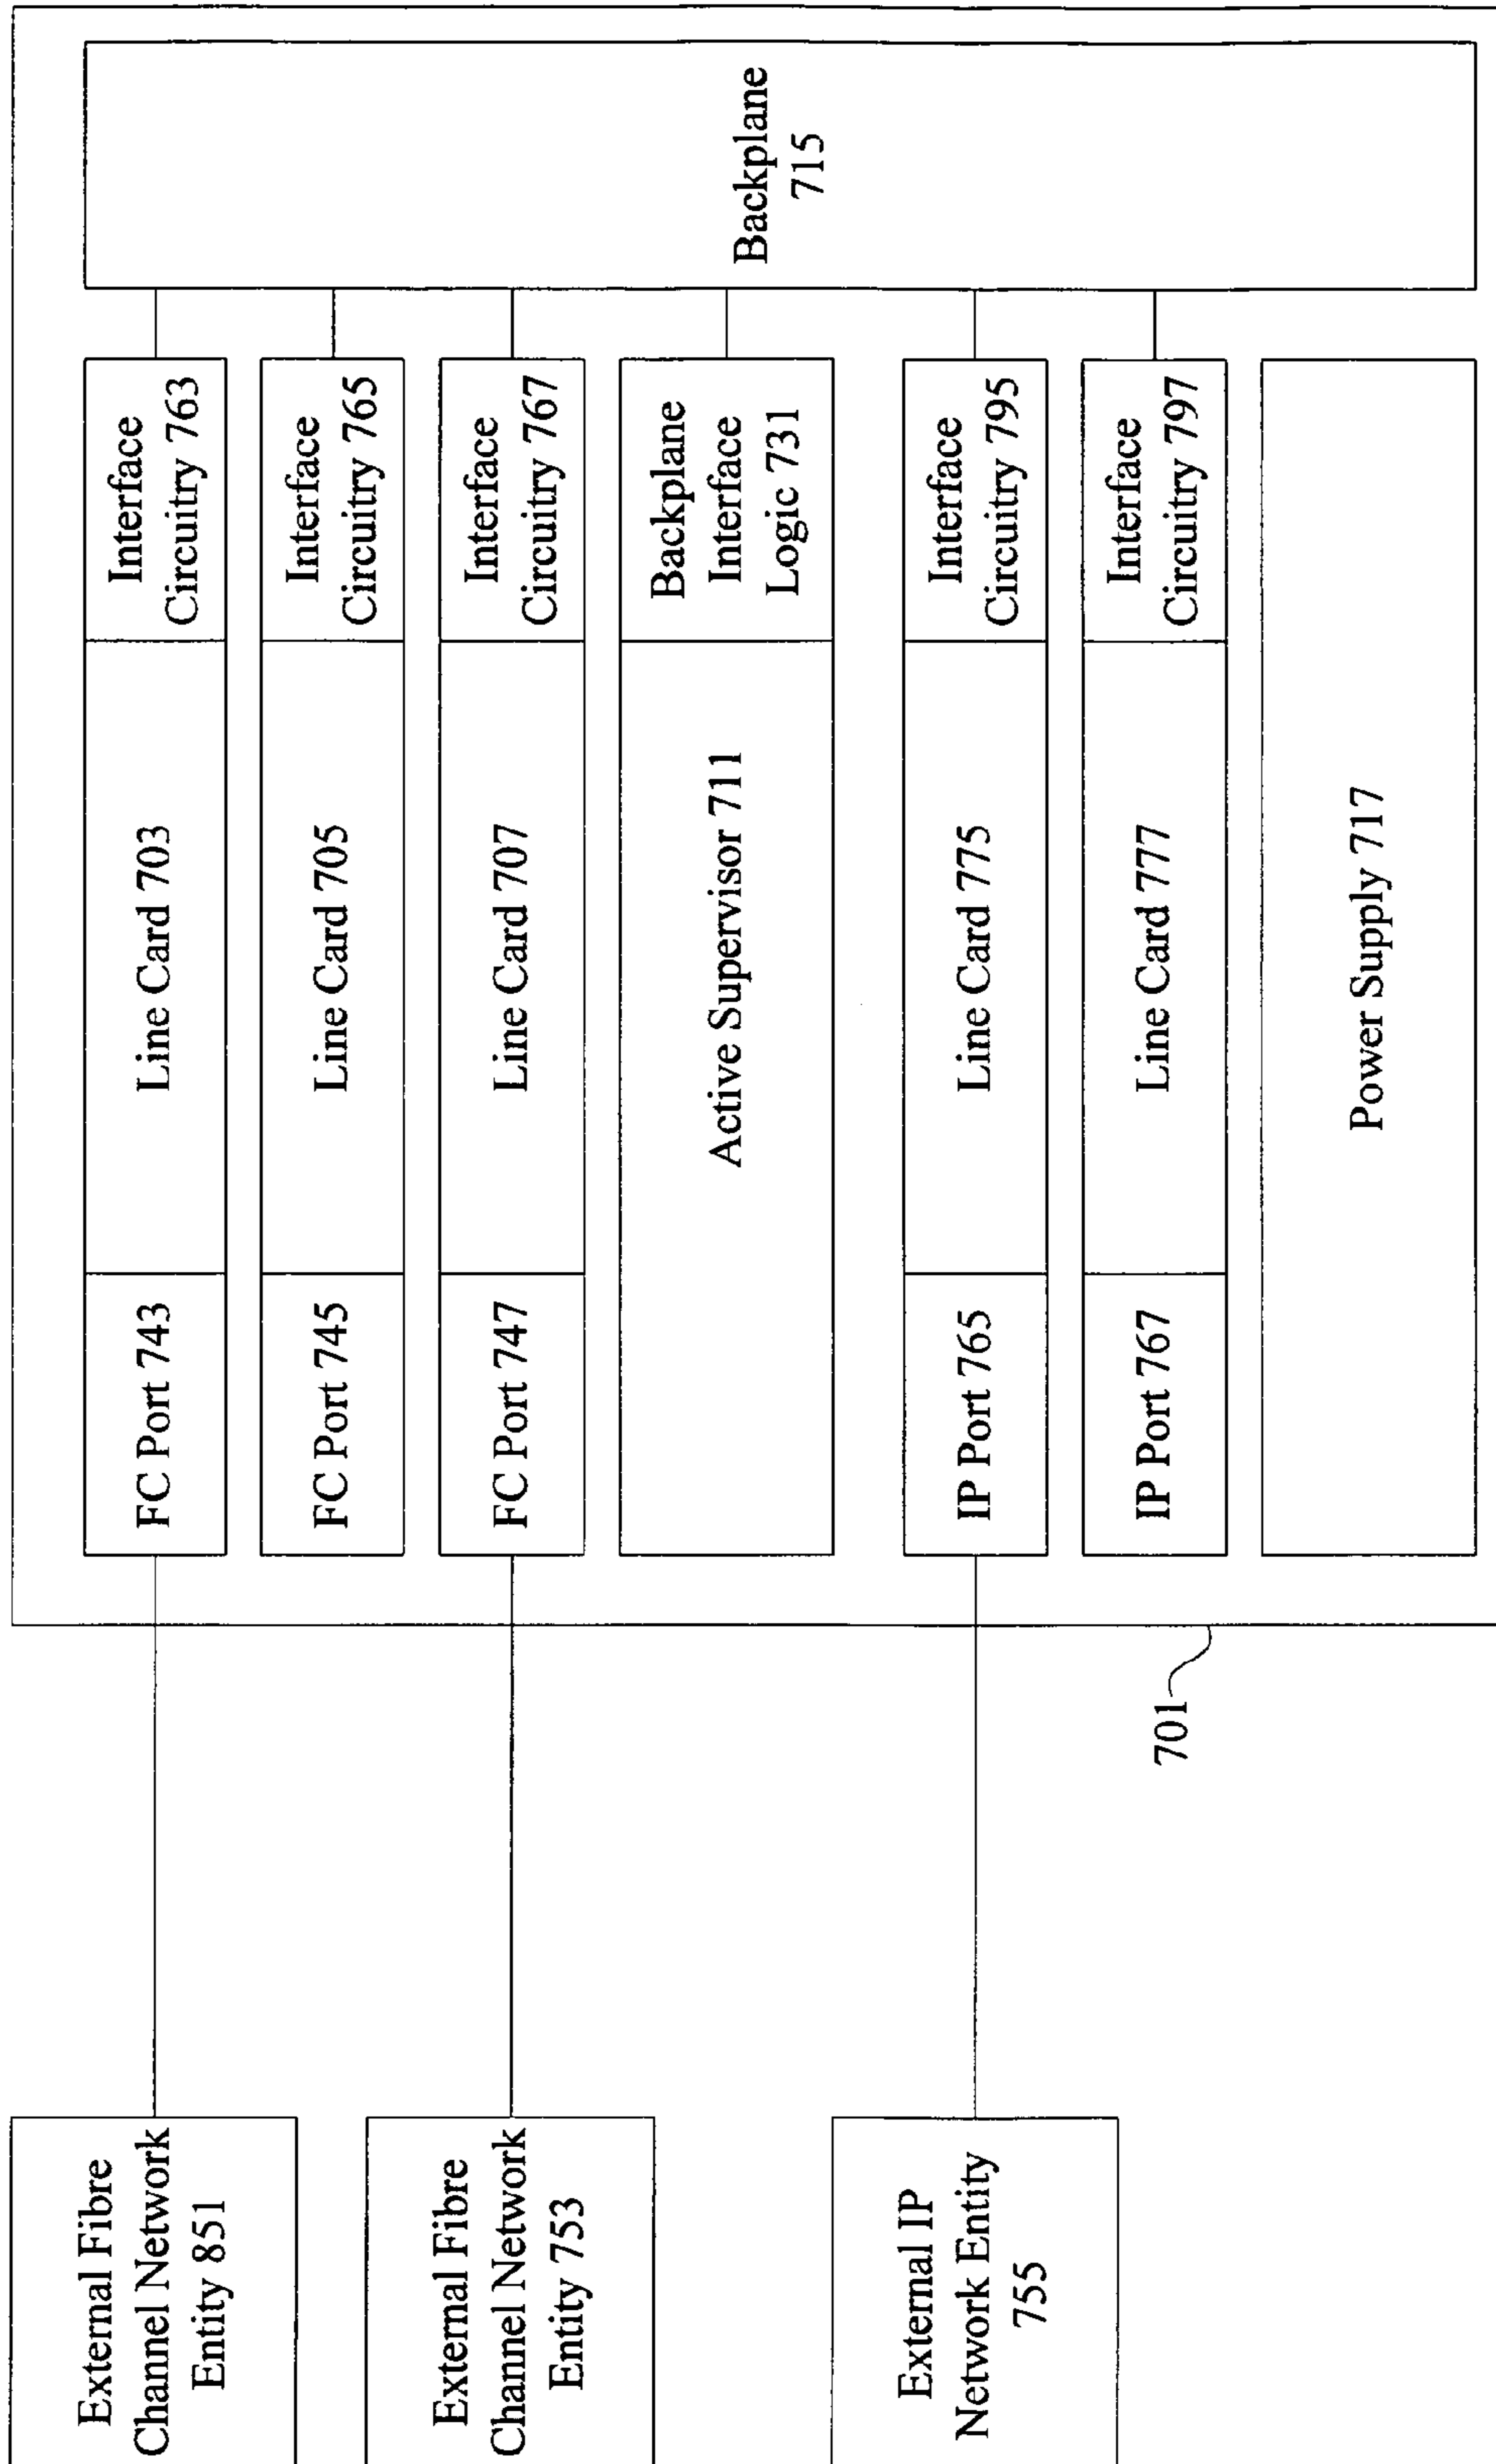 External Fibre
Channel Network
Entity 851
External Fibre
Channel Network
Entity 753
External IP
Network Entity
755
701
FC Port 743
Line Card 703
Interface
Circuitry 763
FC Port 745
Line Card 705
Interface
Circuitry 765
FC Port 747
Line Card 707
Interface
Circuitry 767
Active Supervisor 711
Backplane
Interface
Logic 731
IP Port 765
Line Card 775
Interface
Circuitry 795
IP Port 767
Line Card 777
Interface
Circuitry 797
Power Supply 717
Backplane
715